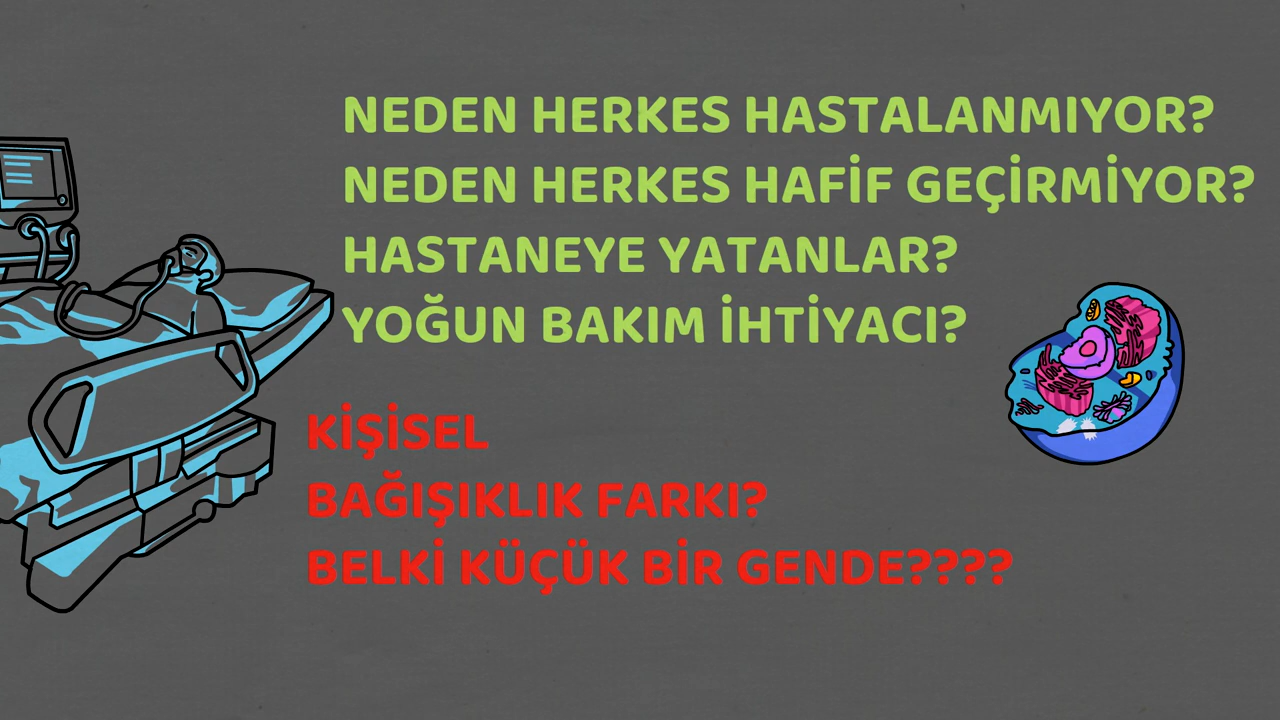 NEDEN HERKES HASTALANMIYOR?
NEDEN HERKES HAFİF GEÇİRMİYOR?
HASTANEYE YATANLAR?
YOĞUN BAKIM İHTİYACI?
KİŞİSEL
BAĞIŞIKLIK FARKI?
BELKİ KÜÇÜK BİR GENDE????